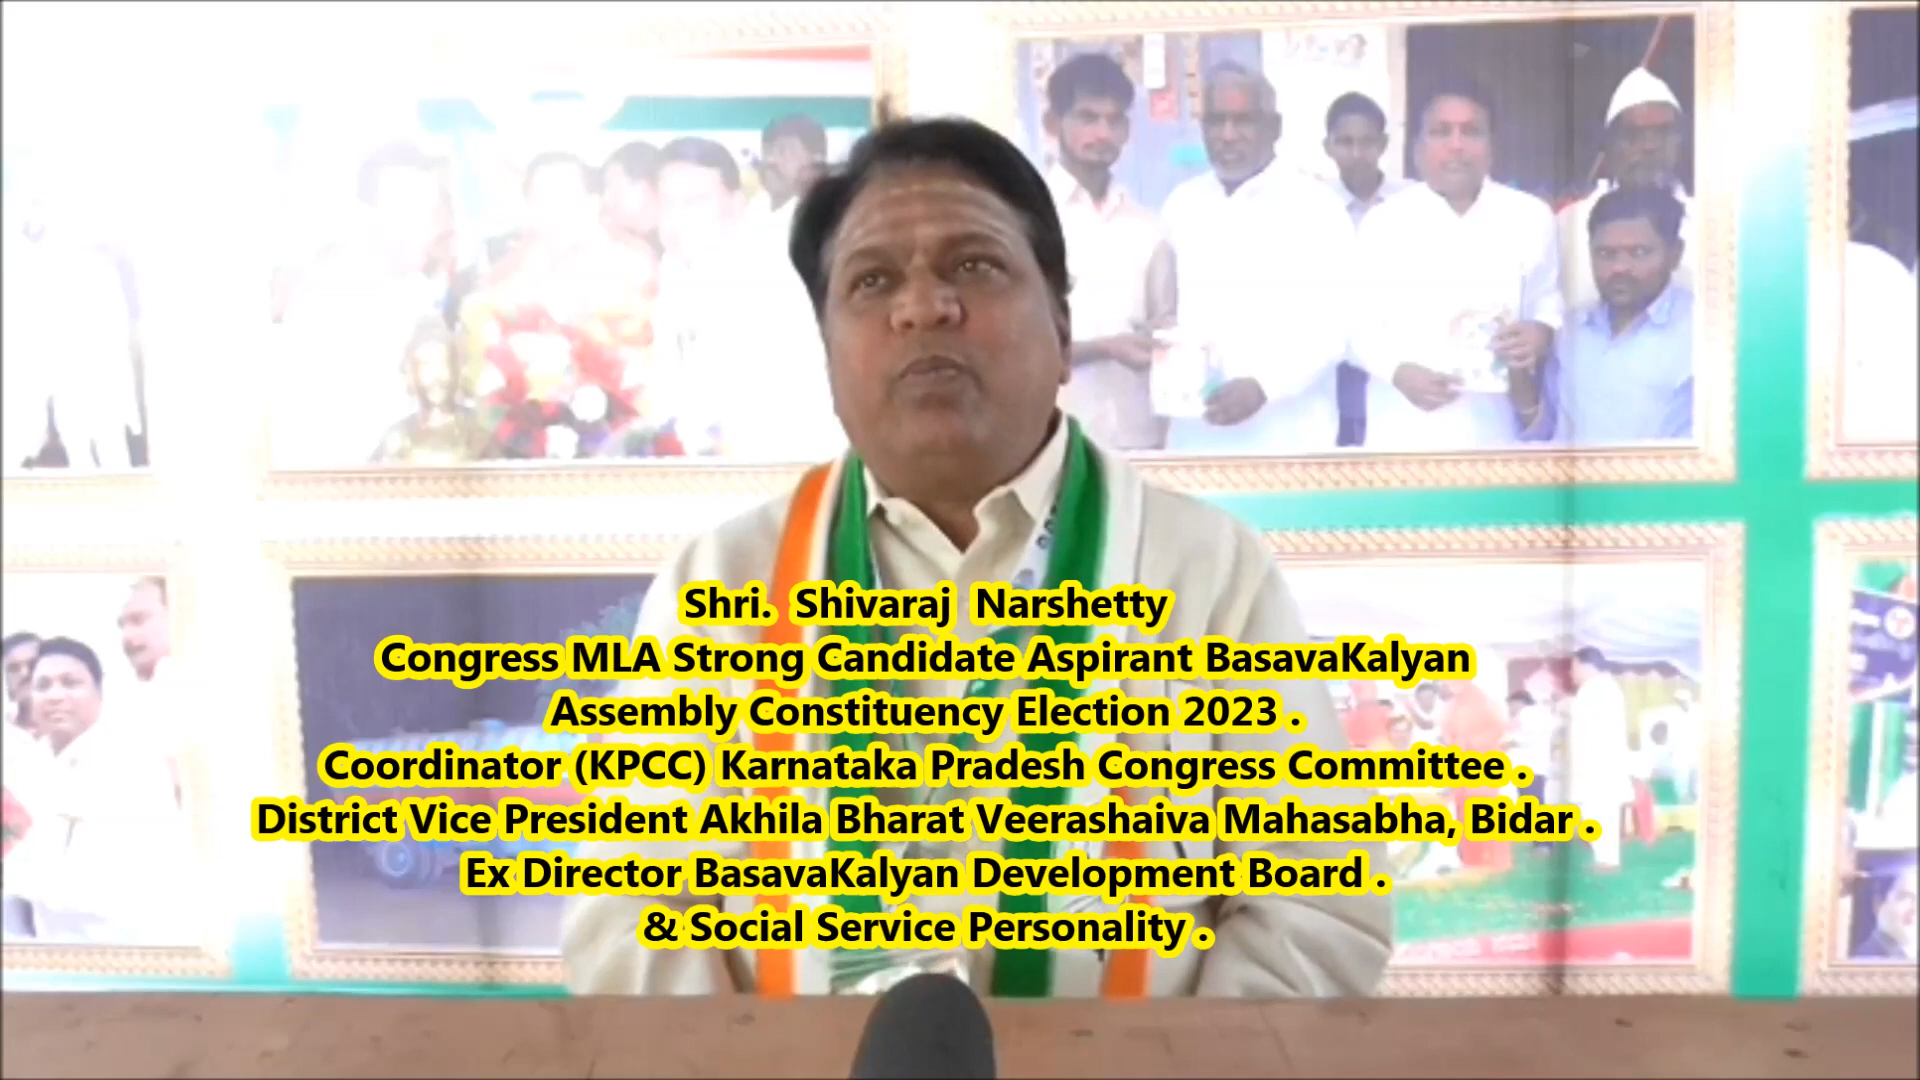 Shri. Shivaraj Narshetty
Congress MLA Strong Candidate Aspirant BasavaKalyan
Assembly Constituency Election 2023 .
Coordinator (KPCC) Karnataka Pradesh Congress Committee .
District Vice President Akhila Bharat Veerashaiva Mahasabha, Bidar .
Ex Director BasavaKalyan Development Board .
& Social Service Personality .